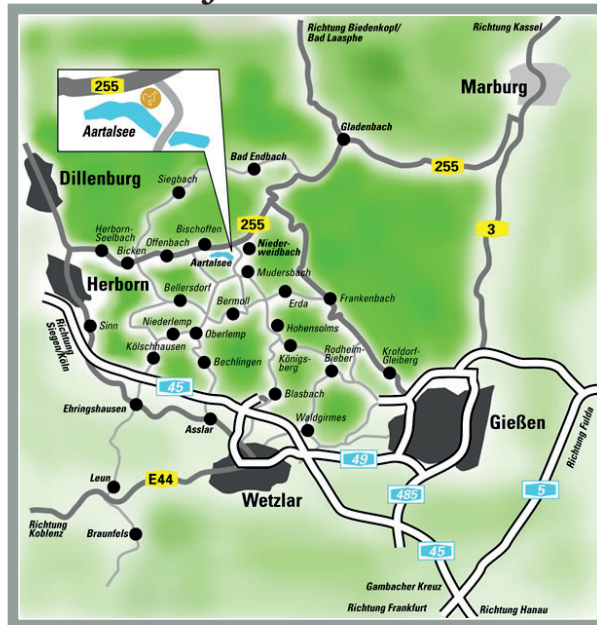 Richtung Biedenkopf/
Bad Laasphe
Richtung Kassel
Marburg
255
Aartalsee
Gladenbach
Bad Endbach
255
Dillenburg
Siegbach
3
Herborn-
Seelbach
Bischoffen
255
Offenbach
Bicken
Nieder-
weidbach
Aartalsee
Mudersbach
Herborn
Bellersdorf
Erda
Frankenbach
Bermoll
Richtung
Siegen/Köln
Sinn
Niederlemp
Oberlemp
Hohensolms
Kölschhausen
Königs-
berg
Rodheim-
Bieber
Krofdorf-
Gleiberg
Bechlingen
45
Blasbach
Ehringshausen
Asslar
Waldgirmes
Gießen
Richtung Fulda
49
Leun
E44
Wetzlar
485
5
Richtung
Koblenz
Braunfels
45
Gambacher Kreuz
Richtung Frankfurt
Richtung Hanau